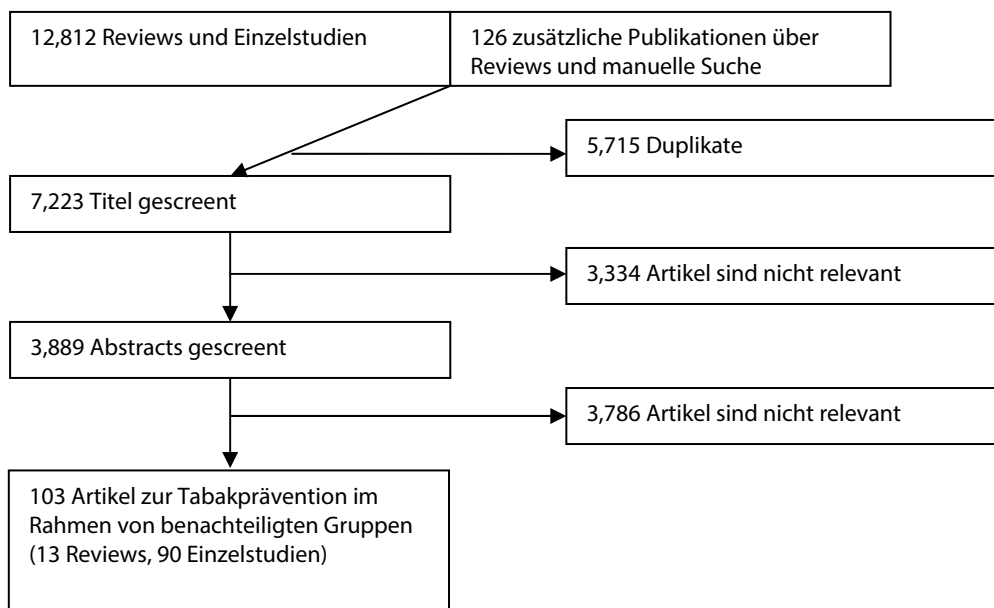 12,812 Reviews und Einzelstudien
126 zusätzliche Publikationen über
Reviews und manuelle Suche
5,715 Duplikate
7,223 Titel gescreent
3,334 Artikel sind nicht relevant
3,889 Abstracts gescreent
3,786 Artikel sind nicht relevant
103 Artikel zur Tabakprävention im
Rahmen von benachteiligten Gruppen
(13 Reviews, 90 Einzelstudien)